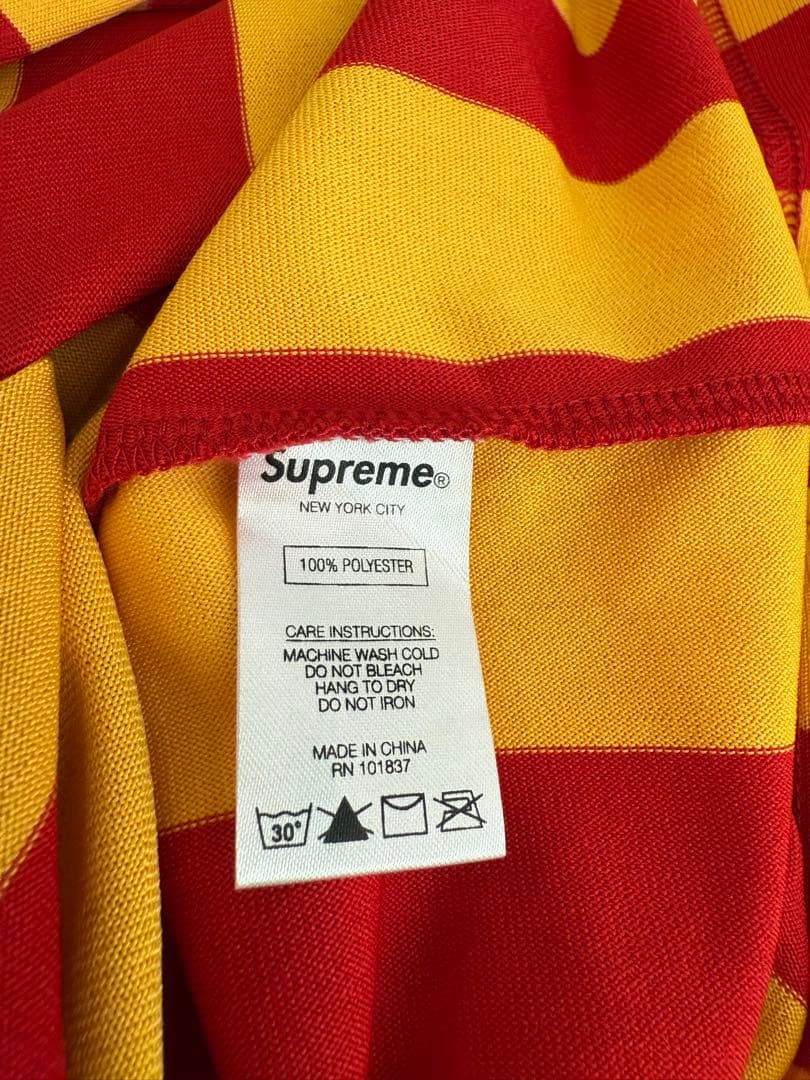 Supreme®
NEW YORK CITY
100% POLYESTER
CARE INSTRUCTIONS:
MACHINE WASH COLD
DO NOT BLEACH
HANG TO DRY
DO NOT IRON
MADE IN CHINA
RN 101837
30°